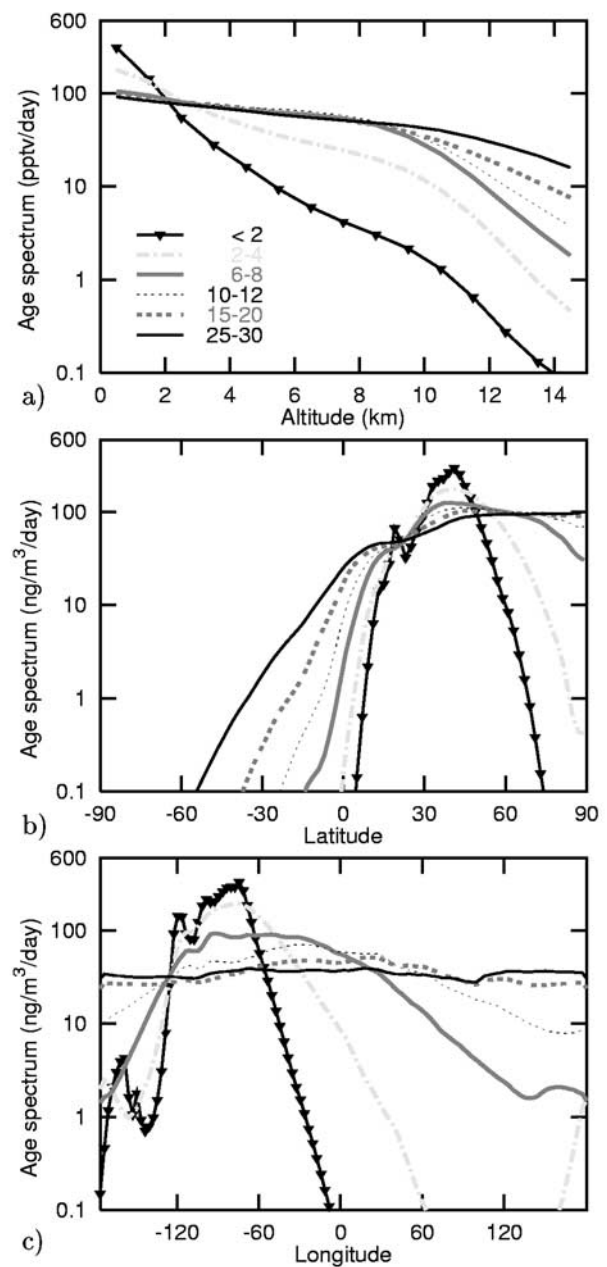 600
100
10
1
0.1
Age spectrum (pptv/day)
< 2
2-4
6-8
10-12
15-20
25-30
0 2 4 6 8 10 12 14
a) Altitude (km)
600
100
10
1
0.1
Age spectrum (ng/m³/day)
-90 -60 -30 0 30 60 90
b) Latitude
600
100
10
1
0.1
Age spectrum (ng/m³/day)
-120 -60 0 60 120
c) Longitude